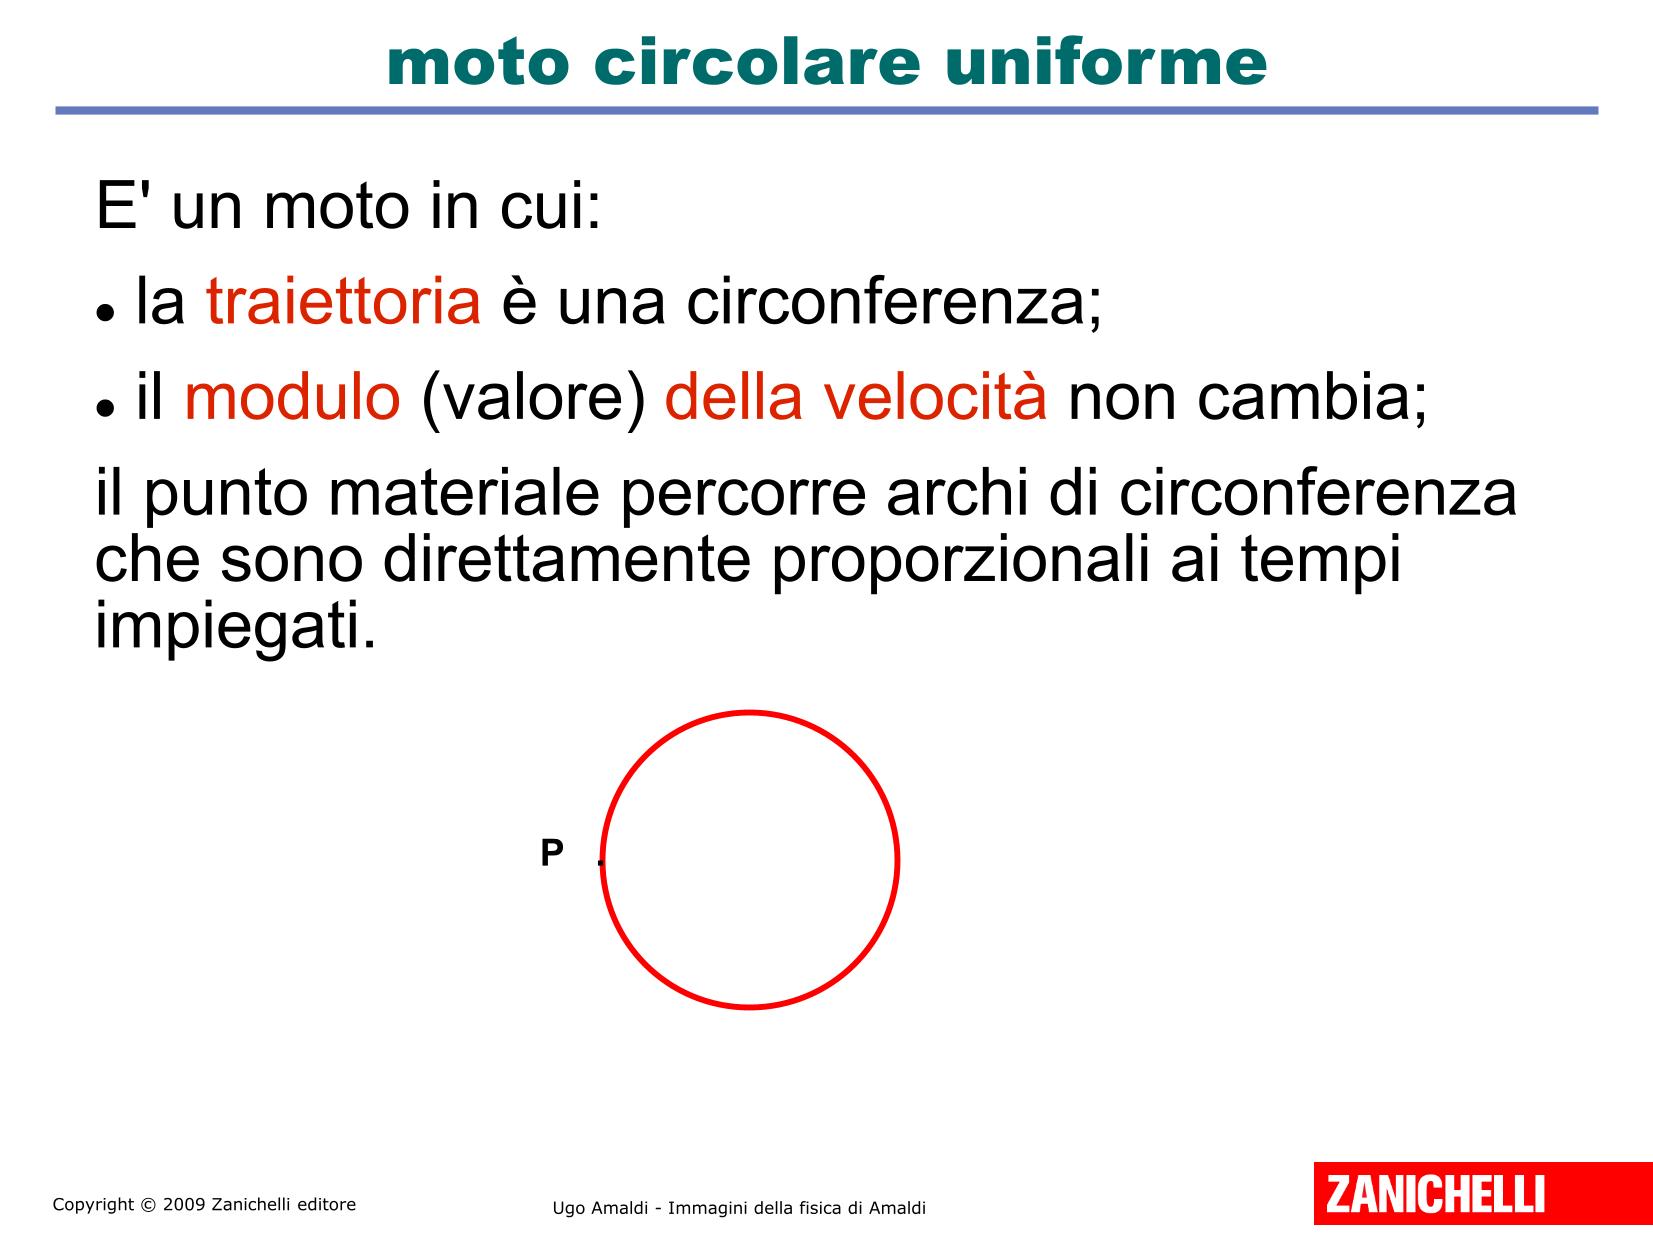 moto circolare uniforme
E' un moto in cui:
● la traiettoria è una circonferenza;
● il modulo (valore) della velocità non cambia;
il punto materiale percorre archi di circonferenza
che sono direttamente proporzionali ai tempi
impiegati.
P .
Copyright © 2009 Zanichelli editore
Ugo Amaldi - Immagini della fisica di Amaldi
ZANICHELLI